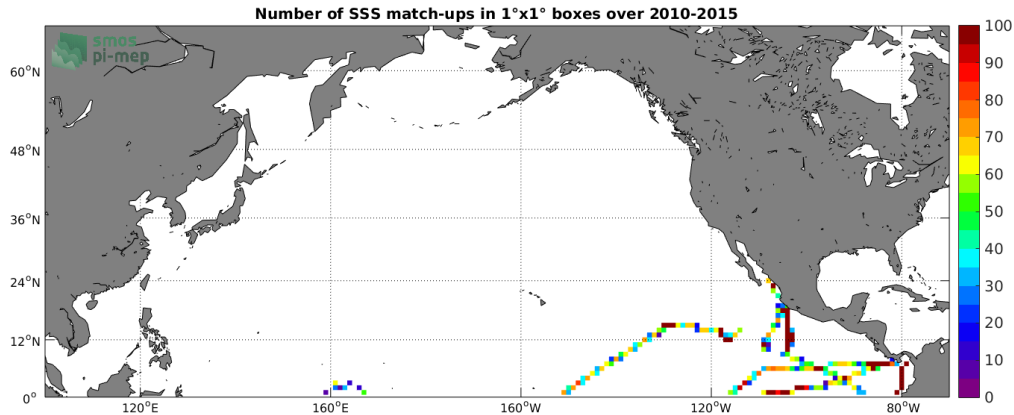 Number of SSS match-ups in 1°x1° boxes over 2010-2015
smos
pi-mep
60°N
48°N
36°N
24°N
12°N
0°
120°E
160°E
160°W
120°W
80°W
100
90
80
70
60
50
40
30
20
10
0